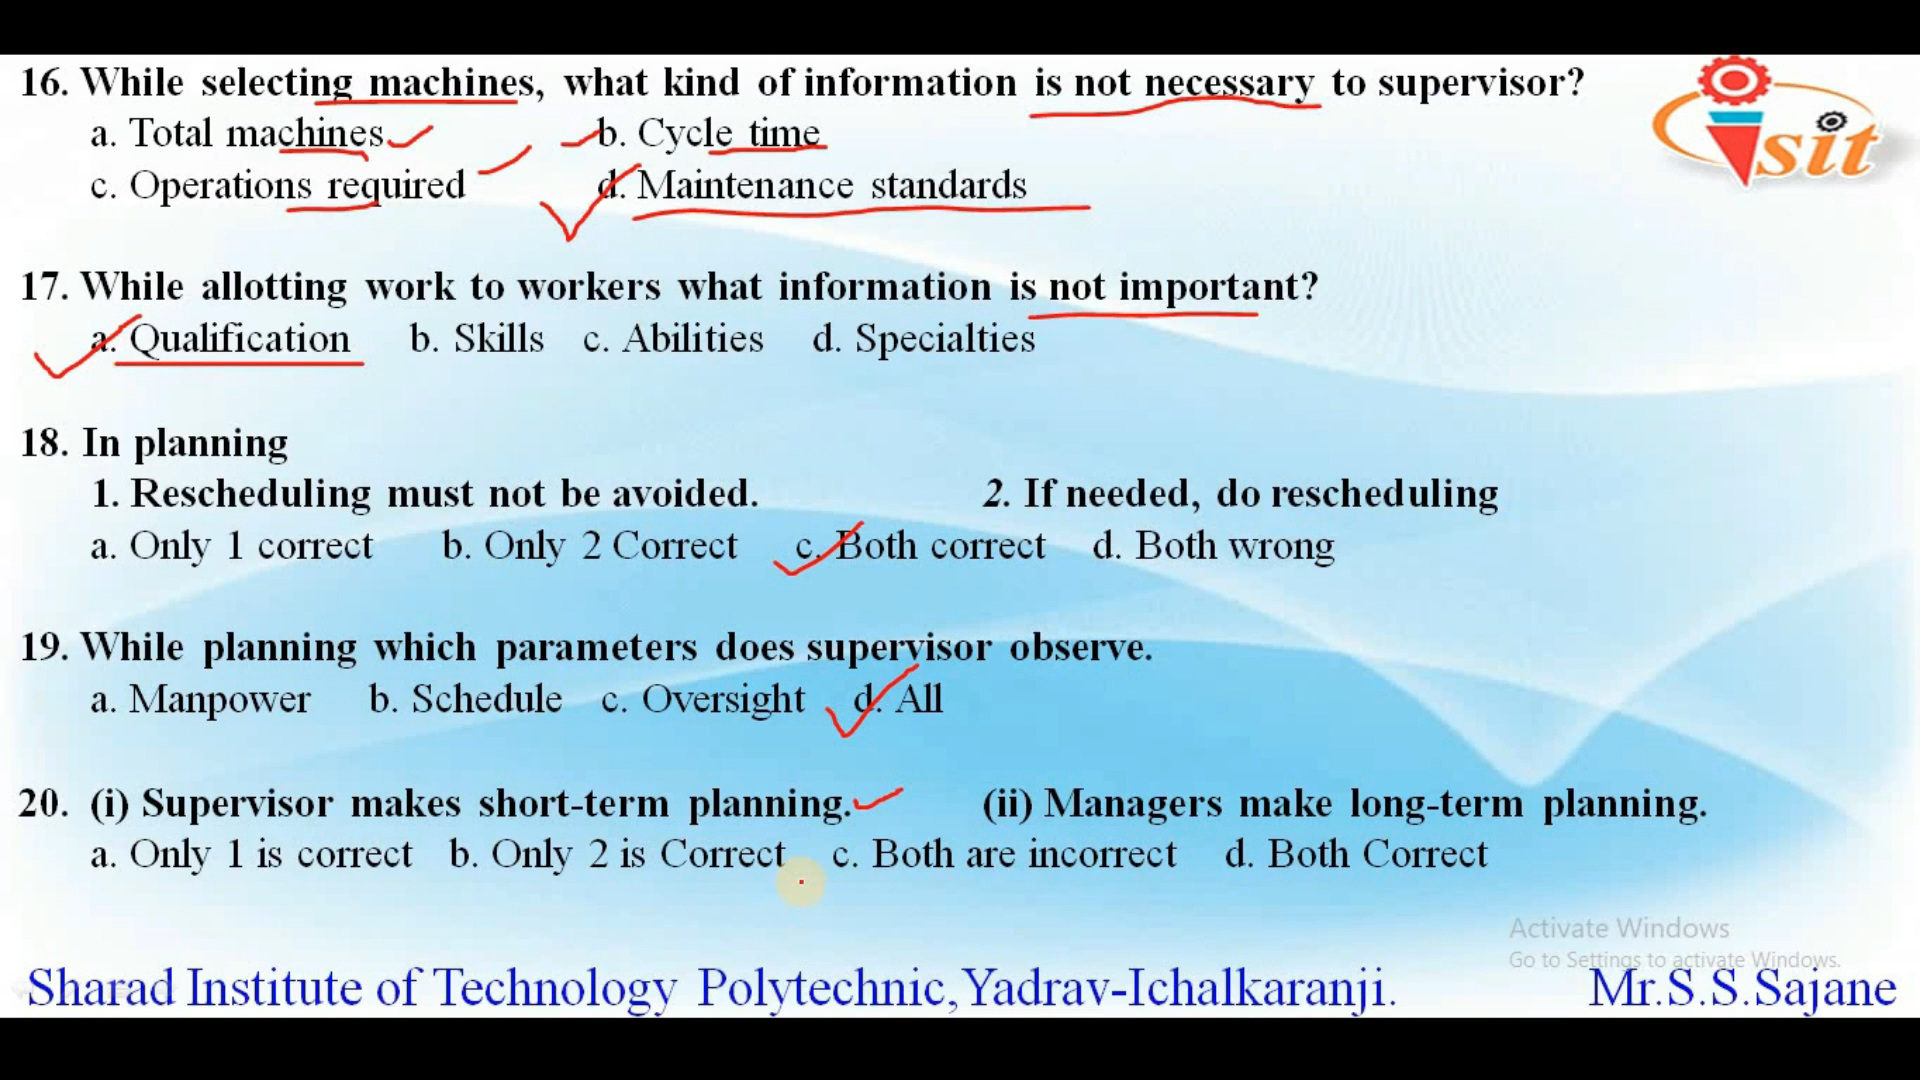 16. While selecting machines, what kind of information is not necessary to supervisor?
a. Total machines b. Cycle time
c. Operations required d. Maintenance standards
sit
17. While allotting work to workers what information is not important?
a. Qualification b. Skills c. Abilities d. Specialties
18. In planning
1. Rescheduling must not be avoided. 2. If needed, do rescheduling
a. Only 1 correct b. Only 2 Correct c. Both correct d. Both wrong
19. While planning which parameters does supervisor observe.
a. Manpower b. Schedule c. Oversight d. All
20. (i) Supervisor makes short-term planning. (ii) Managers make long-term planning.
a. Only 1 is correct b. Only 2 is Correct c. Both are incorrect d. Both Correct
Activate Windows
Go to Settings to activate Windows.
Sharad Institute of Technology Polytechnic, Yadrav-Ichalkaranji. Mr.S.S.Sajane